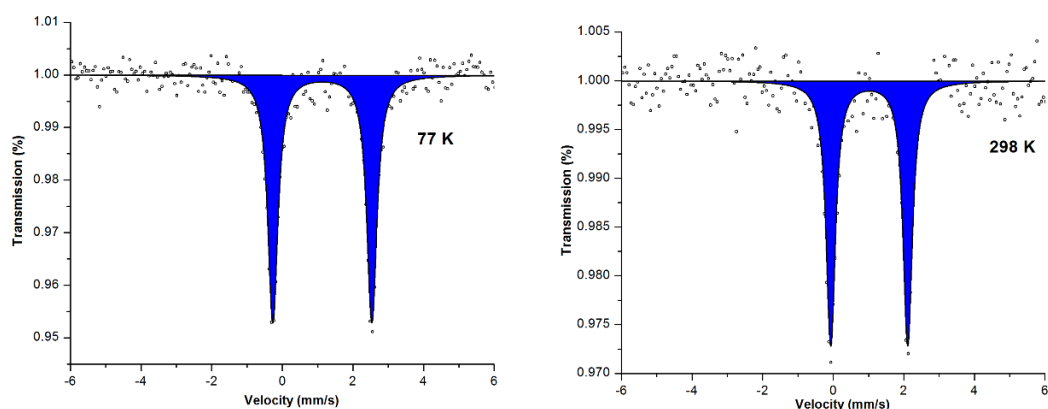 1.01
1.00
0.99
0.98
0.97
0.96
0.95
Transmission (%)
77 K
-6 -4 -2 0 2 4 6
Velocity (mm/s)
1.005
1.000
0.995
0.990
0.985
0.980
0.975
0.970
Transmission (%)
298 K
-6 -4 -2 0 2 4 6
Velocity (mm/s)